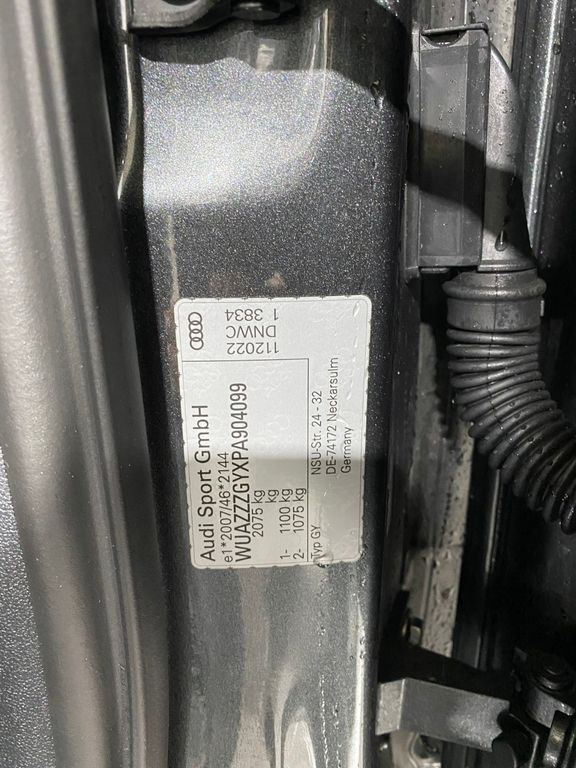 Audi Sport GmbH
e1*2007/46*2144
WUAZZZGYXPA904099
2075 kg
kg
1- 1100 kg
2- 1075 kg
Typ GY
NSU-Str. 24 - 32
DE-74172 Neckarsulm
Germany
112022
DNWC
1 3834